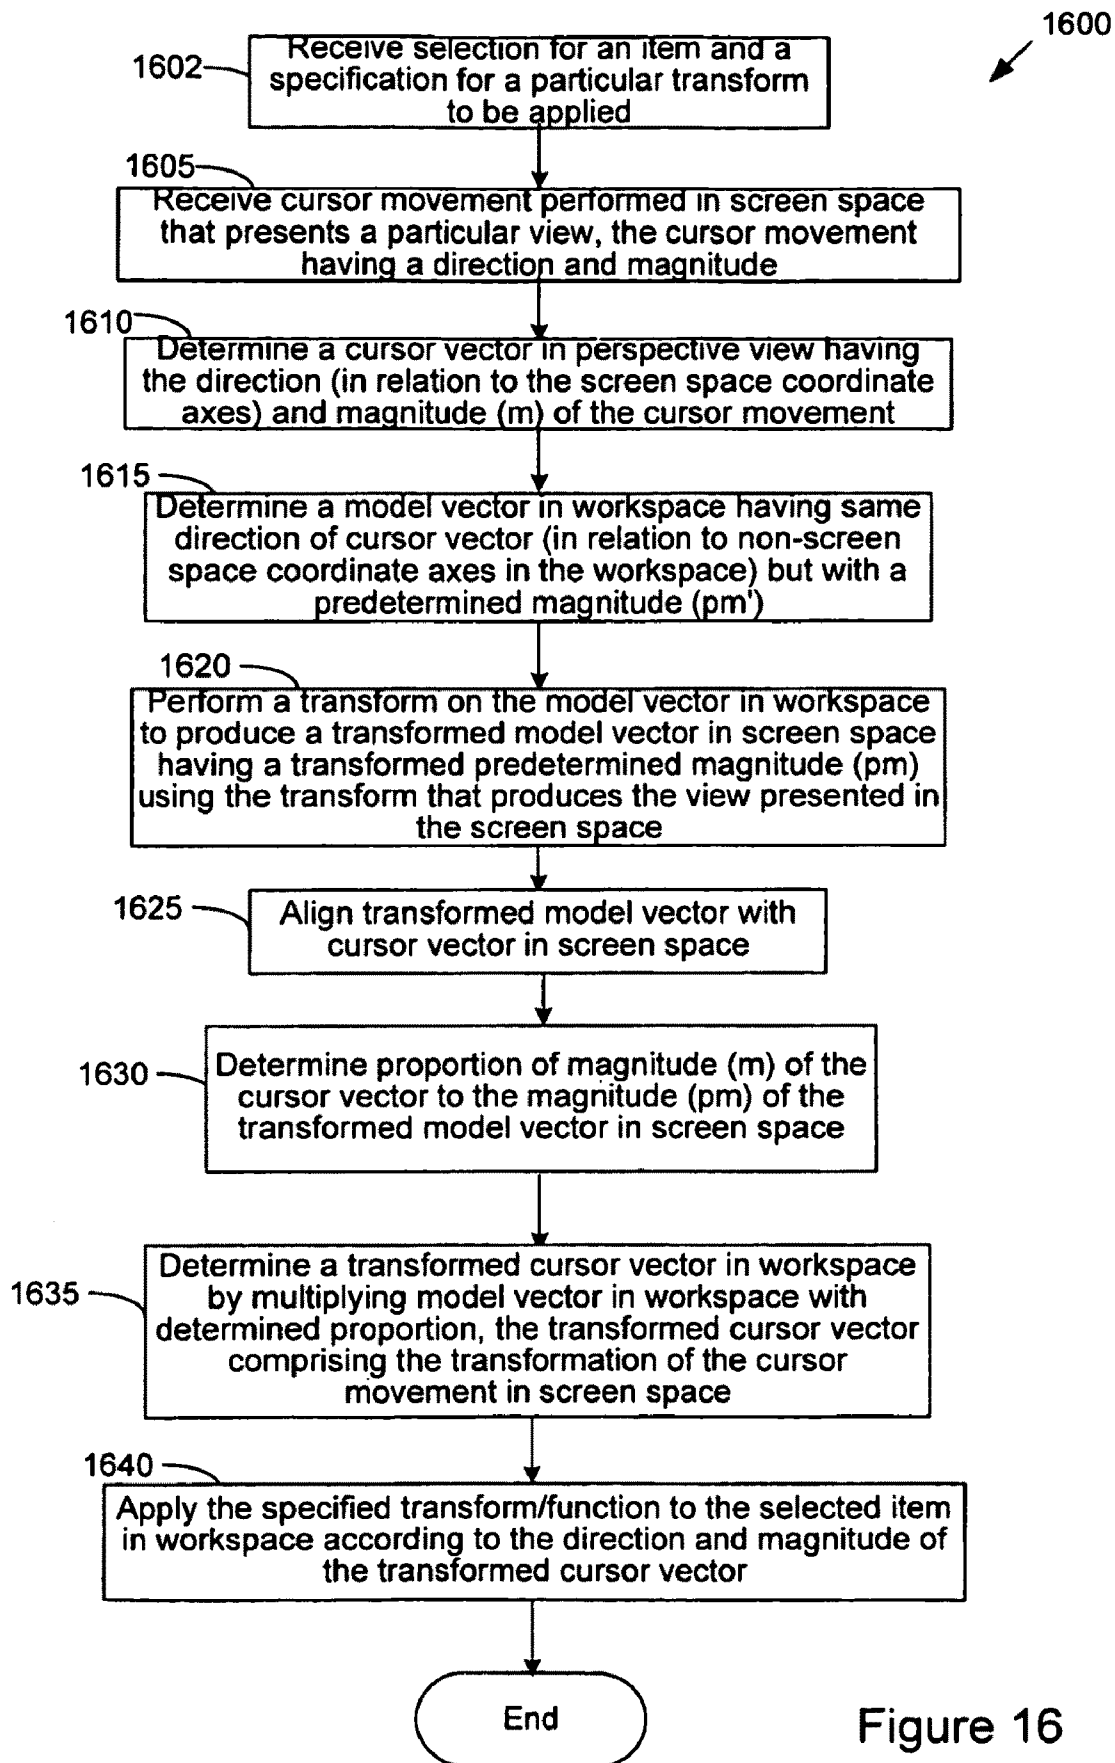 1600
1602
Receive selection for an item and a
specification for a particular transform
to be applied
1605
Receive cursor movement performed in screen space
that presents a particular view, the cursor movement
having a direction and magnitude
1610
Determine a cursor vector in perspective view having
the direction (in relation to the screen space coordinate
axes) and magnitude (m) of the cursor movement
1615
Determine a model vector in workspace having same
direction of cursor vector (in relation to non-screen
space coordinate axes in the workspace) but with a
predetermined magnitude (pm')
1620
Perform a transform on the model vector in workspace
to produce a transformed model vector in screen space
having a transformed predetermined magnitude (pm)
using the transform that produces the view presented in
the screen space
1625
Align transformed model vector with
cursor vector in screen space
1630
Determine proportion of magnitude (m) of the
cursor vector to the magnitude (pm) of the
transformed model vector in screen space
1635
Determine a transformed cursor vector in workspace
by multiplying model vector in workspace with
determined proportion, the transformed cursor vector
comprising the transformation of the cursor
movement in screen space
1640
Apply the specified transform/function to the selected item
in workspace according to the direction and magnitude of
the transformed cursor vector
End
Figure 16